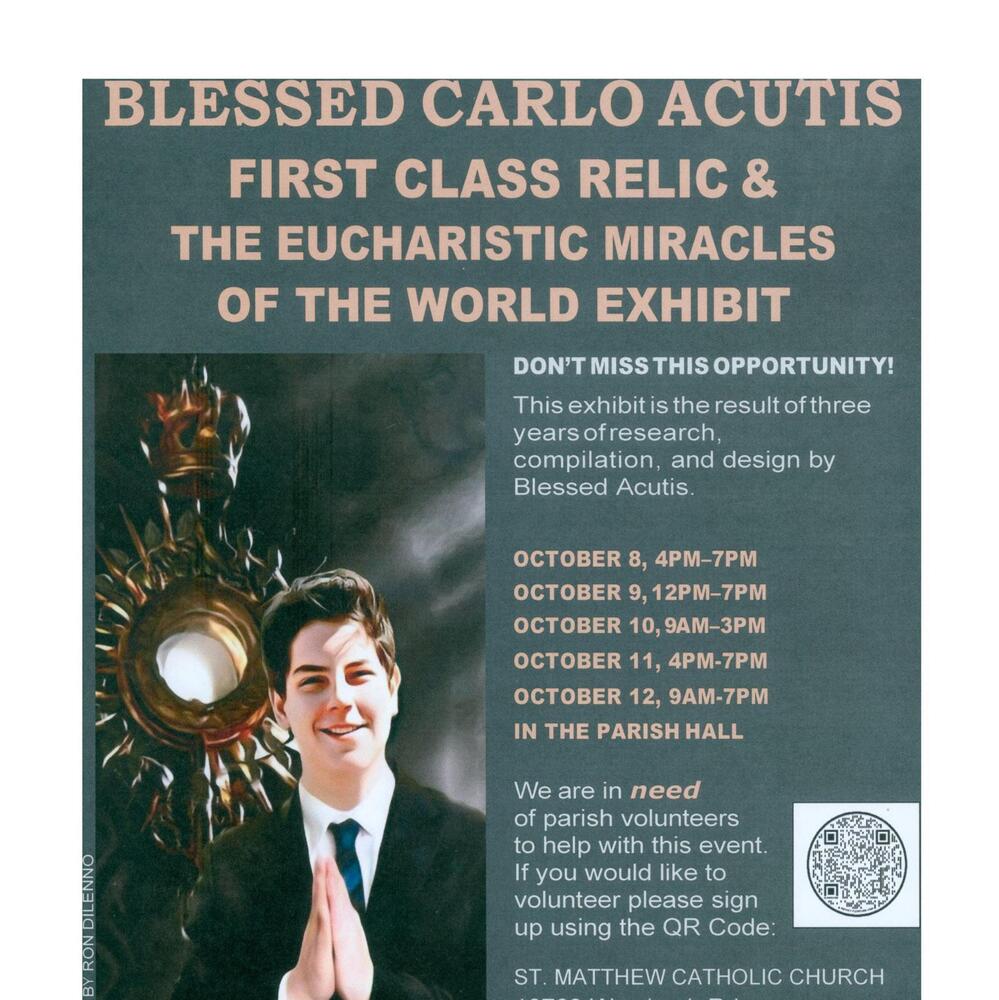 BLESSED CARLO ACUTIS
FIRST CLASS RELIC &
THE EUCHARISTIC MIRACLES
OF THE WORLD EXHIBIT
DON'T MISS THIS OPPORTUNITY!
This exhibit is the result of three
years of research,
compilation, and design by
Blessed Acutis.
OCTOBER 8, 4PM–7PM
OCTOBER 9, 12PM–7PM
OCTOBER 10, 9AM–3PM
OCTOBER 11, 4PM-7PM
OCTOBER 12, 9AM-7PM
IN THE PARISH HALL
We are in need
of parish volunteers
to help with this event.
If you would like to
volunteer please sign
up using the QR Code:
ST. MATTHEW CATHOLIC CHURCH
BY RON DILENNO